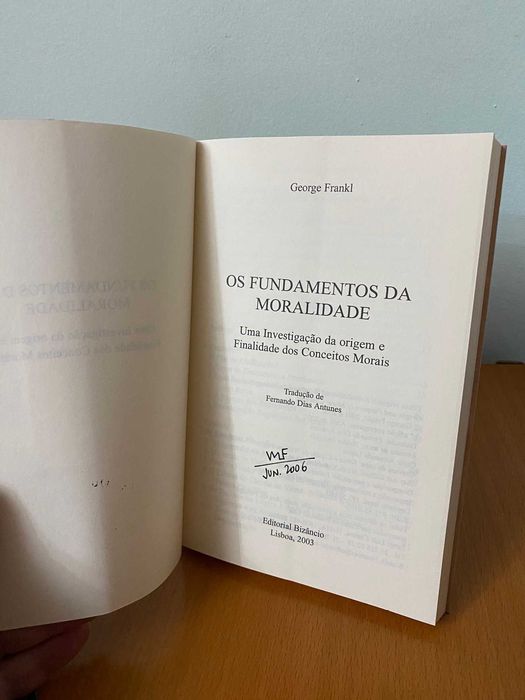 George Frankl
OS FUNDAMENTOS DA
MORALIDADE
Uma Investigação da origem e
Finalidade dos Conceitos Morais
Tradução de
Fernando Dias Antunes
MF
JUN. 2006
Editorial Bizâncio
Lisboa, 2003